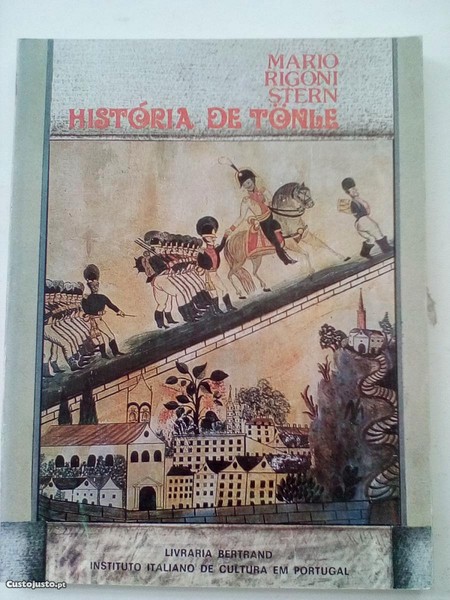 MARIO
RIGONI
STERN
HISTÓRIA DE TÖNLE
LIVRARIA BERTRAND
INSTITUTO ITALIANO DE CULTURA EM PORTUGAL
CustoJusto.pt